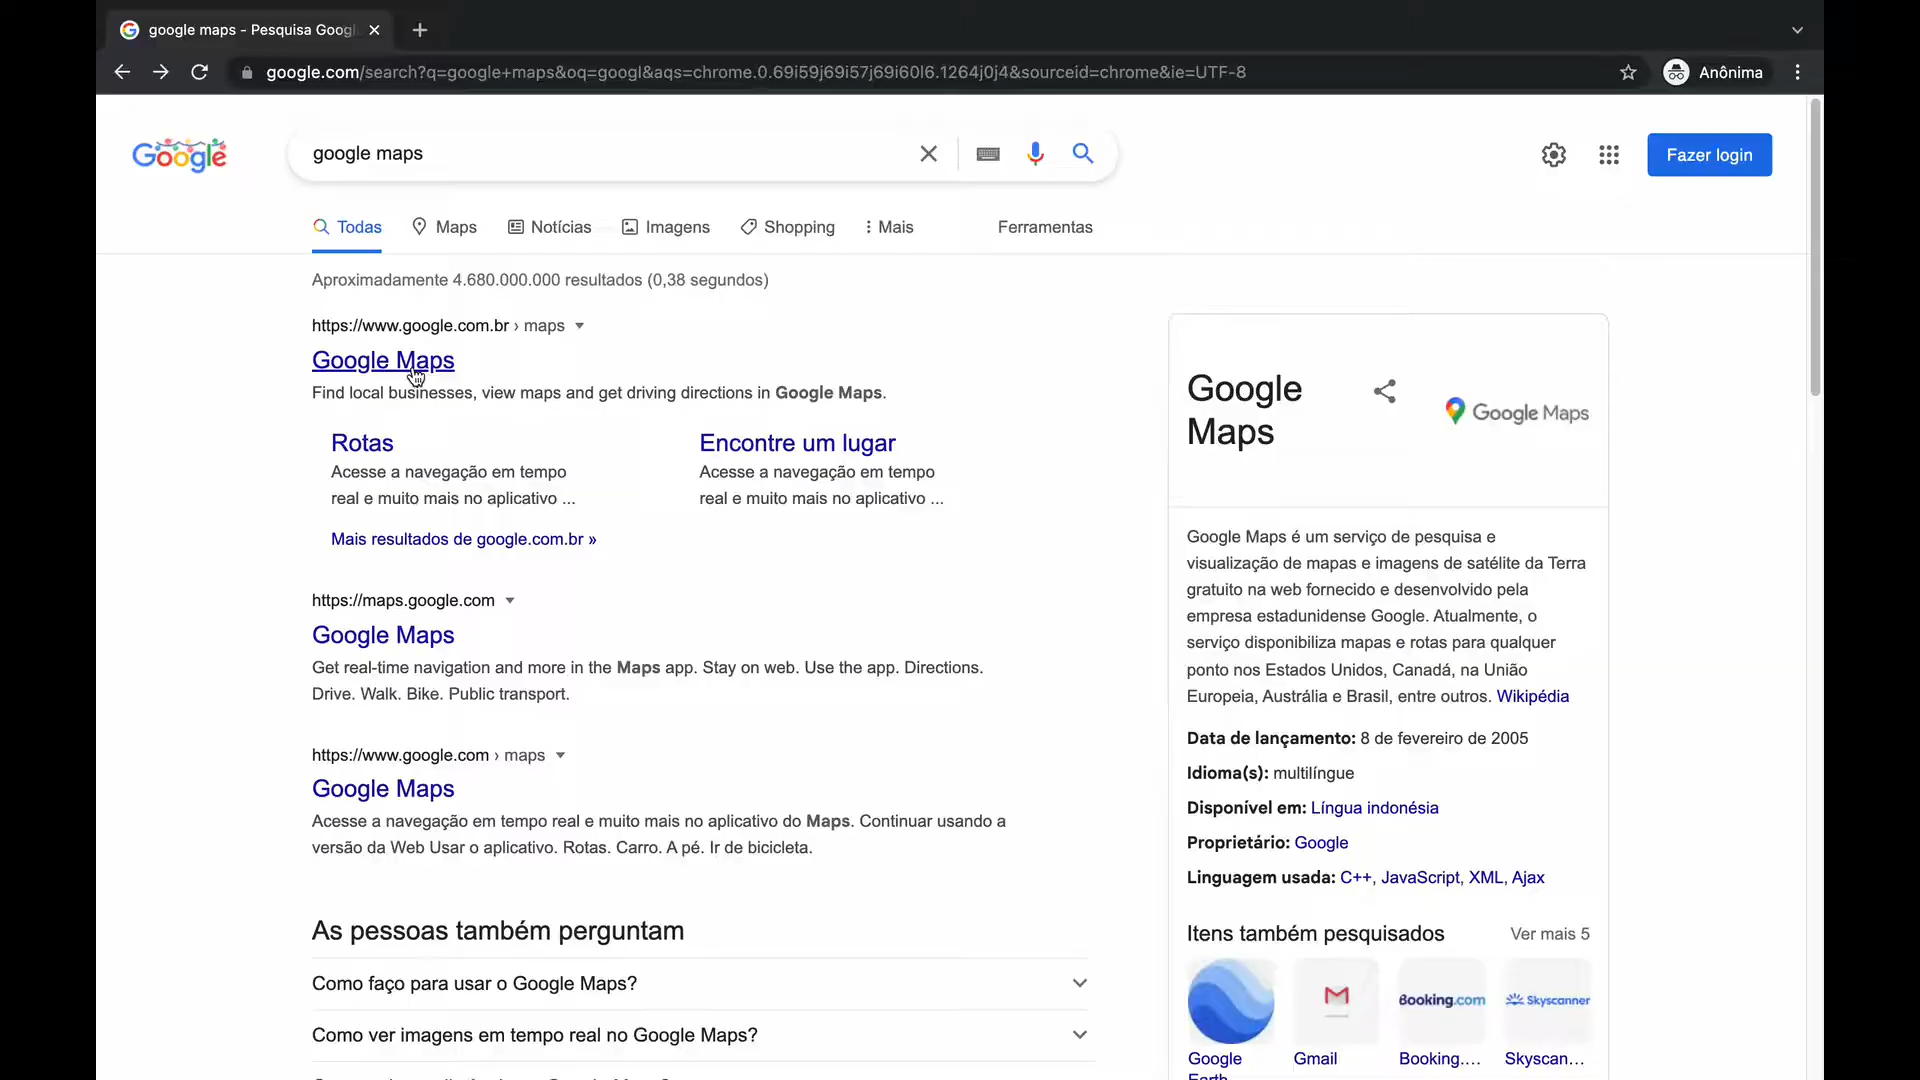 google maps - Pesquisa Googl
google.com/search?q=google+maps&oq=googl&aqs=chrome.0.69i59j69i57j69i60l6.1264j0j4&sourceid=chrome&ie=UTF-8
Anônima
Google
google maps
Fazer login
Todas
Maps
Notícias
Imagens
Shopping
Mais
Ferramentas
Aproximadamente 4.680.000.000 resultados (0,38 segundos)
https://www.google.com.br › maps
Google Maps
Find local businesses, view maps and get driving directions in Google Maps.
Rotas
Acesse a navegação em tempo
real e muito mais no aplicativo ...
Encontre um lugar
Acesse a navegação em tempo
real e muito mais no aplicativo ...
Mais resultados de google.com.br »
https://maps.google.com
Google Maps
Get real-time navigation and more in the Maps app. Stay on web. Use the app. Directions.
Drive. Walk. Bike. Public transport.
https://www.google.com › maps
Google Maps
Acesse a navegação em tempo real e muito mais no aplicativo do Maps. Continuar usando a
versão da Web Usar o aplicativo. Rotas. Carro. A pé. Ir de bicicleta.
As pessoas também perguntam
Como faço para usar o Google Maps?
Como ver imagens em tempo real no Google Maps?
Google
Maps
Google Maps
Google Maps é um serviço de pesquisa e
visualização de mapas e imagens de satélite da Terra
gratuito na web fornecido e desenvolvido pela
empresa estadunidense Google. Atualmente, o
serviço disponibiliza mapas e rotas para qualquer
ponto nos Estados Unidos, Canadá, na União
Europeia, Austrália e Brasil, entre outros. Wikipédia
Data de lançamento: 8 de fevereiro de 2005
Idioma(s): multilíngue
Disponível em: Língua indonésia
Proprietário: Google
Linguagem usada: C++, JavaScript, XML, Ajax
Itens também pesquisados
Ver mais 5
Booking.com
Skyscanner
Google
Earth
Gmail
Booking....
Skyscan...